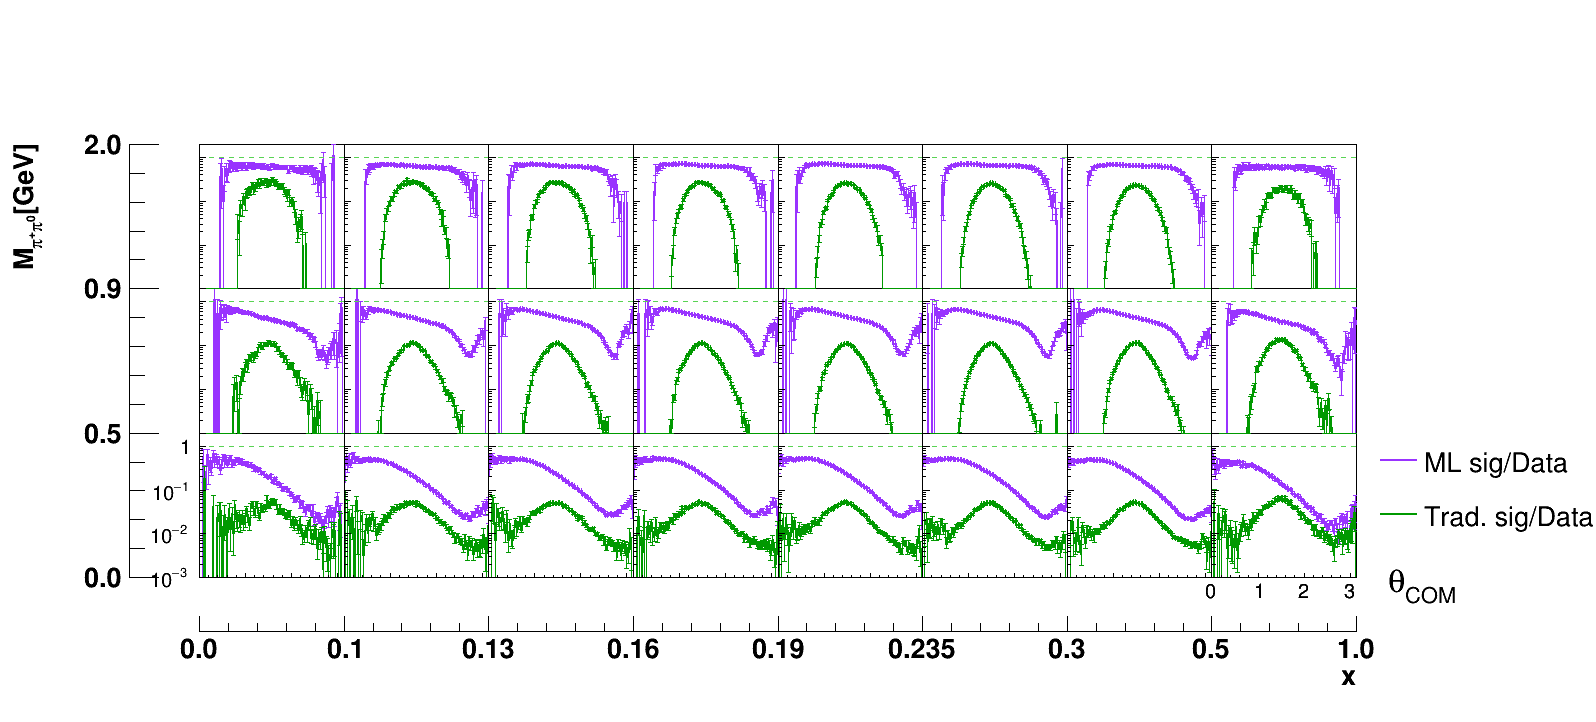 M π⁺π⁰ [GeV]
2.0
0.9
0.5
0.0
1
10⁻¹
10⁻²
10⁻³
ML sig/Data
Trad. sig/Data
0 1 2 3
θCOM
0.0 0.1 0.13 0.16 0.19 0.235 0.3 0.5 1.0
x